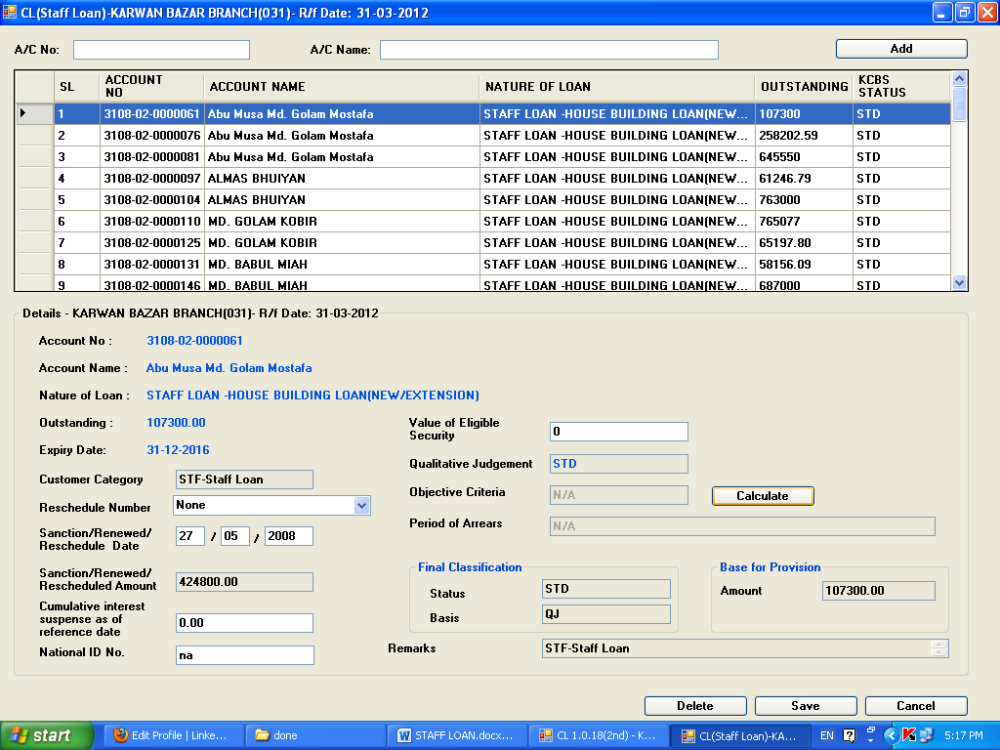 CL(Staff Loan)-KARWAN BAZAR BRANCH(031)- R/f Date: 31-03-2012
A/C No: A/C Name: Add
SL ACCOUNT NO ACCOUNT NAME NATURE OF LOAN OUTSTANDING KCBS STATUS
1 3108-02-0000061 Abu Musa Md. Golam Mostafa STAFF LOAN -HOUSE BUILDING LOAN(NEW... 107300 STD
2 3108-02-0000076 Abu Musa Md. Golam Mostafa STAFF LOAN -HOUSE BUILDING LOAN(NEW... 258202.59 STD
3 3108-02-0000081 Abu Musa Md. Golam Mostafa STAFF LOAN -HOUSE BUILDING LOAN(NEW... 645550 STD
4 3108-02-0000097 ALMAS BHUIYAN STAFF LOAN -HOUSE BUILDING LOAN(NEW... 61246.79 STD
5 3108-02-0000104 ALMAS BHUIYAN STAFF LOAN -HOUSE BUILDING LOAN(NEW... 763000 STD
6 3108-02-0000110 MD. GOLAM KOBIR STAFF LOAN -HOUSE BUILDING LOAN(NEW... 765077 STD
7 3108-02-0000125 MD. GOLAM KOBIR STAFF LOAN -HOUSE BUILDING LOAN(NEW... 65197.80 STD
8 3108-02-0000131 MD. BABUL MIAH STAFF LOAN -HOUSE BUILDING LOAN(NEW... 58156.09 STD
9 3108-02-0000146 MD. BABUL MIAH STAFF LOAN -HOUSE BUILDING LOAN(NEW... 687000 STD
Details - KARWAN BAZAR BRANCH(031)- R/f Date: 31-03-2012
Account No : 3108-02-0000061
Account Name : Abu Musa Md. Golam Mostafa
Nature of Loan : STAFF LOAN -HOUSE BUILDING LOAN(NEW/EXTENSION)
Outstanding : 107300.00
Expiry Date: 31-12-2016
Customer Category STF-Staff Loan
Reschedule Number None
Sanction/Renewed/
Reschedule Date 27 / 05 / 2008
Sanction/Renewed/
Rescheduled Amount 424800.00
Cumulative interest
suspense as of
reference date 0.00
National ID No. na
Value of Eligible
Security 0
Qualitative Judgement STD
Objective Criteria N/A Calculate
Period of Arrears N/A
Final Classification
Status STD
Basis QJ
Base for Provision
Amount 107300.00
Remarks STF-Staff Loan
Delete Save Cancel
start Edit Profile | Linke... done STAFF LOAN.docx... CL 1.0.18(2nd) - K... CL(Staff Loan)-KA... EN 5:17 PM